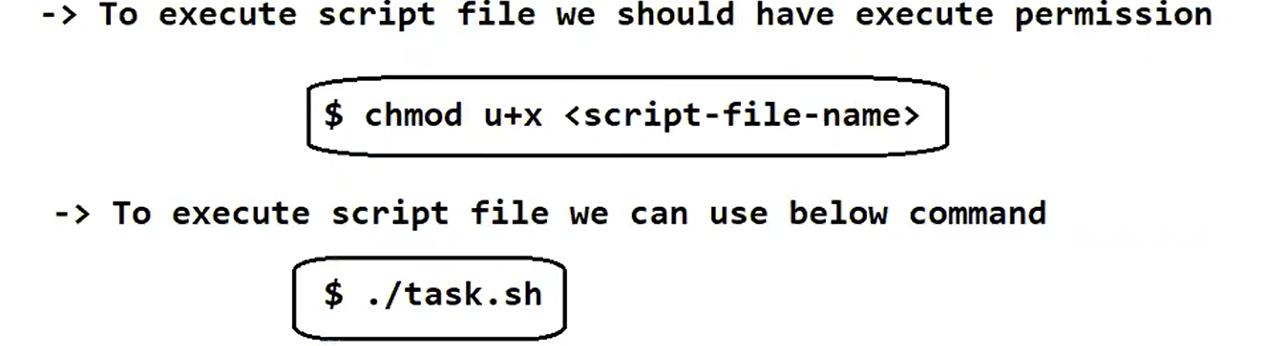 -> To execute script file we should have execute permission
$ chmod u+x <script-file-name>
-> To execute script file we can use below command
$ ./task.sh